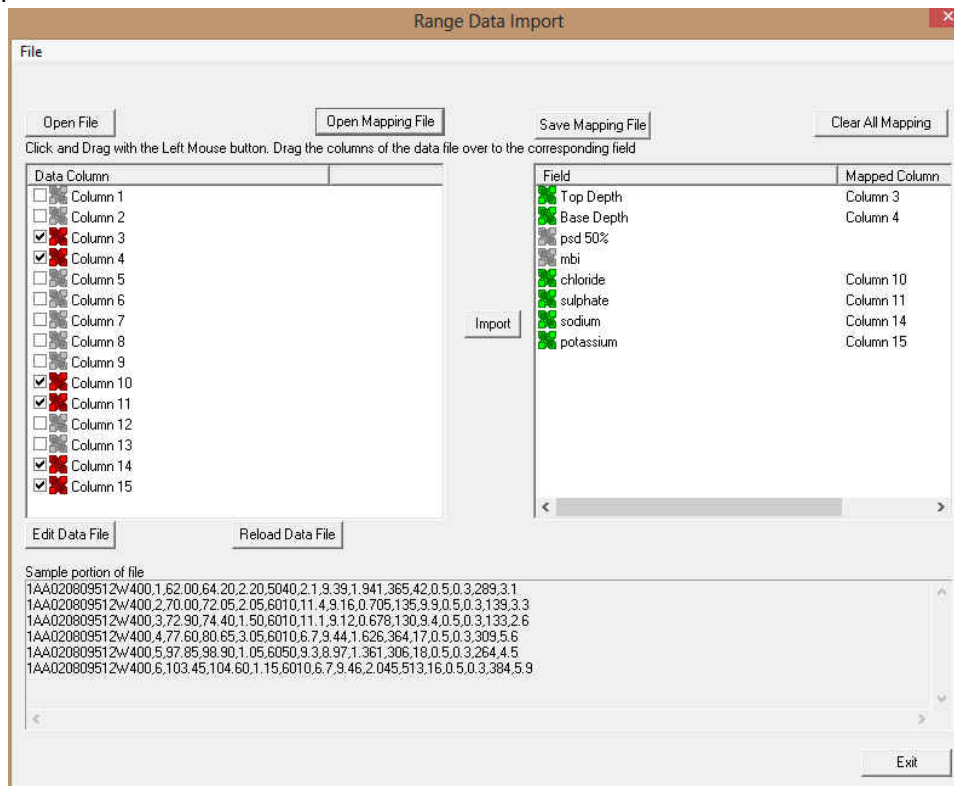 Range Data Import
File
Open File
Open Mapping File
Save Mapping File
Clear All Mapping
Click and Drag with the Left Mouse button. Drag the columns of the data file over to the corresponding field
Data Column
Column 1
Column 2
Column 3
Column 4
Column 5
Column 6
Column 7
Column 8
Column 9
Column 10
Column 11
Column 12
Column 13
Column 14
Column 15
Import
Field Mapped Column
Top Depth Column 3
Base Depth Column 4
psd 50%
mbi
chloride Column 10
sulphate Column 11
sodium Column 14
potassium Column 15
Edit Data File
Reload Data File
Sample portion of file
1AA020809512W400,1,62.00,64.20,2.20,5040,2.1,9.39,1.941,365,42,0.5,0.3,289,3.1
1AA020809512W400,2,70.00,72.05,2.05,6010,11.4,9.16,0.705,135,9.9,0.5,0.3,139,3.3
1AA020809512W400,3,72.90,74.40,1.50,6010,11.1,9.12,0.678,130,9.4,0.5,0.3,133,2.6
1AA020809512W400,4,77.60,80.65,3.05,6010,6.7,9.44,1.626,364,17,0.5,0.3,309,5.6
1AA020809512W400,5,97.85,98.90,1.05,6050,9.3,8.97,1.361,306,18,0.5,0.3,264,4.5
1AA020809512W400,6,103.45,104.60,1.15,6010,6.7,9.46,2.045,513,16,0.5,0.3,384,5.9
Exit